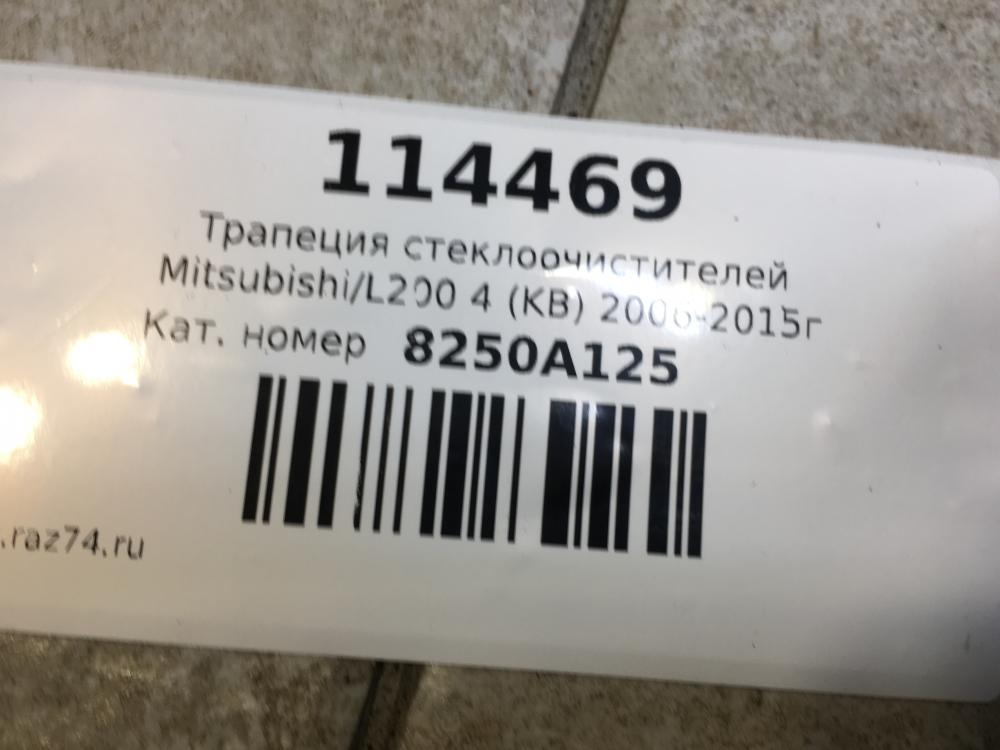 114469
Трапеция стеклоочистителей
Mitsubishi/L200 4 (KB) 2006-2015г
Кат. номер 8250A125
.raz74.ru